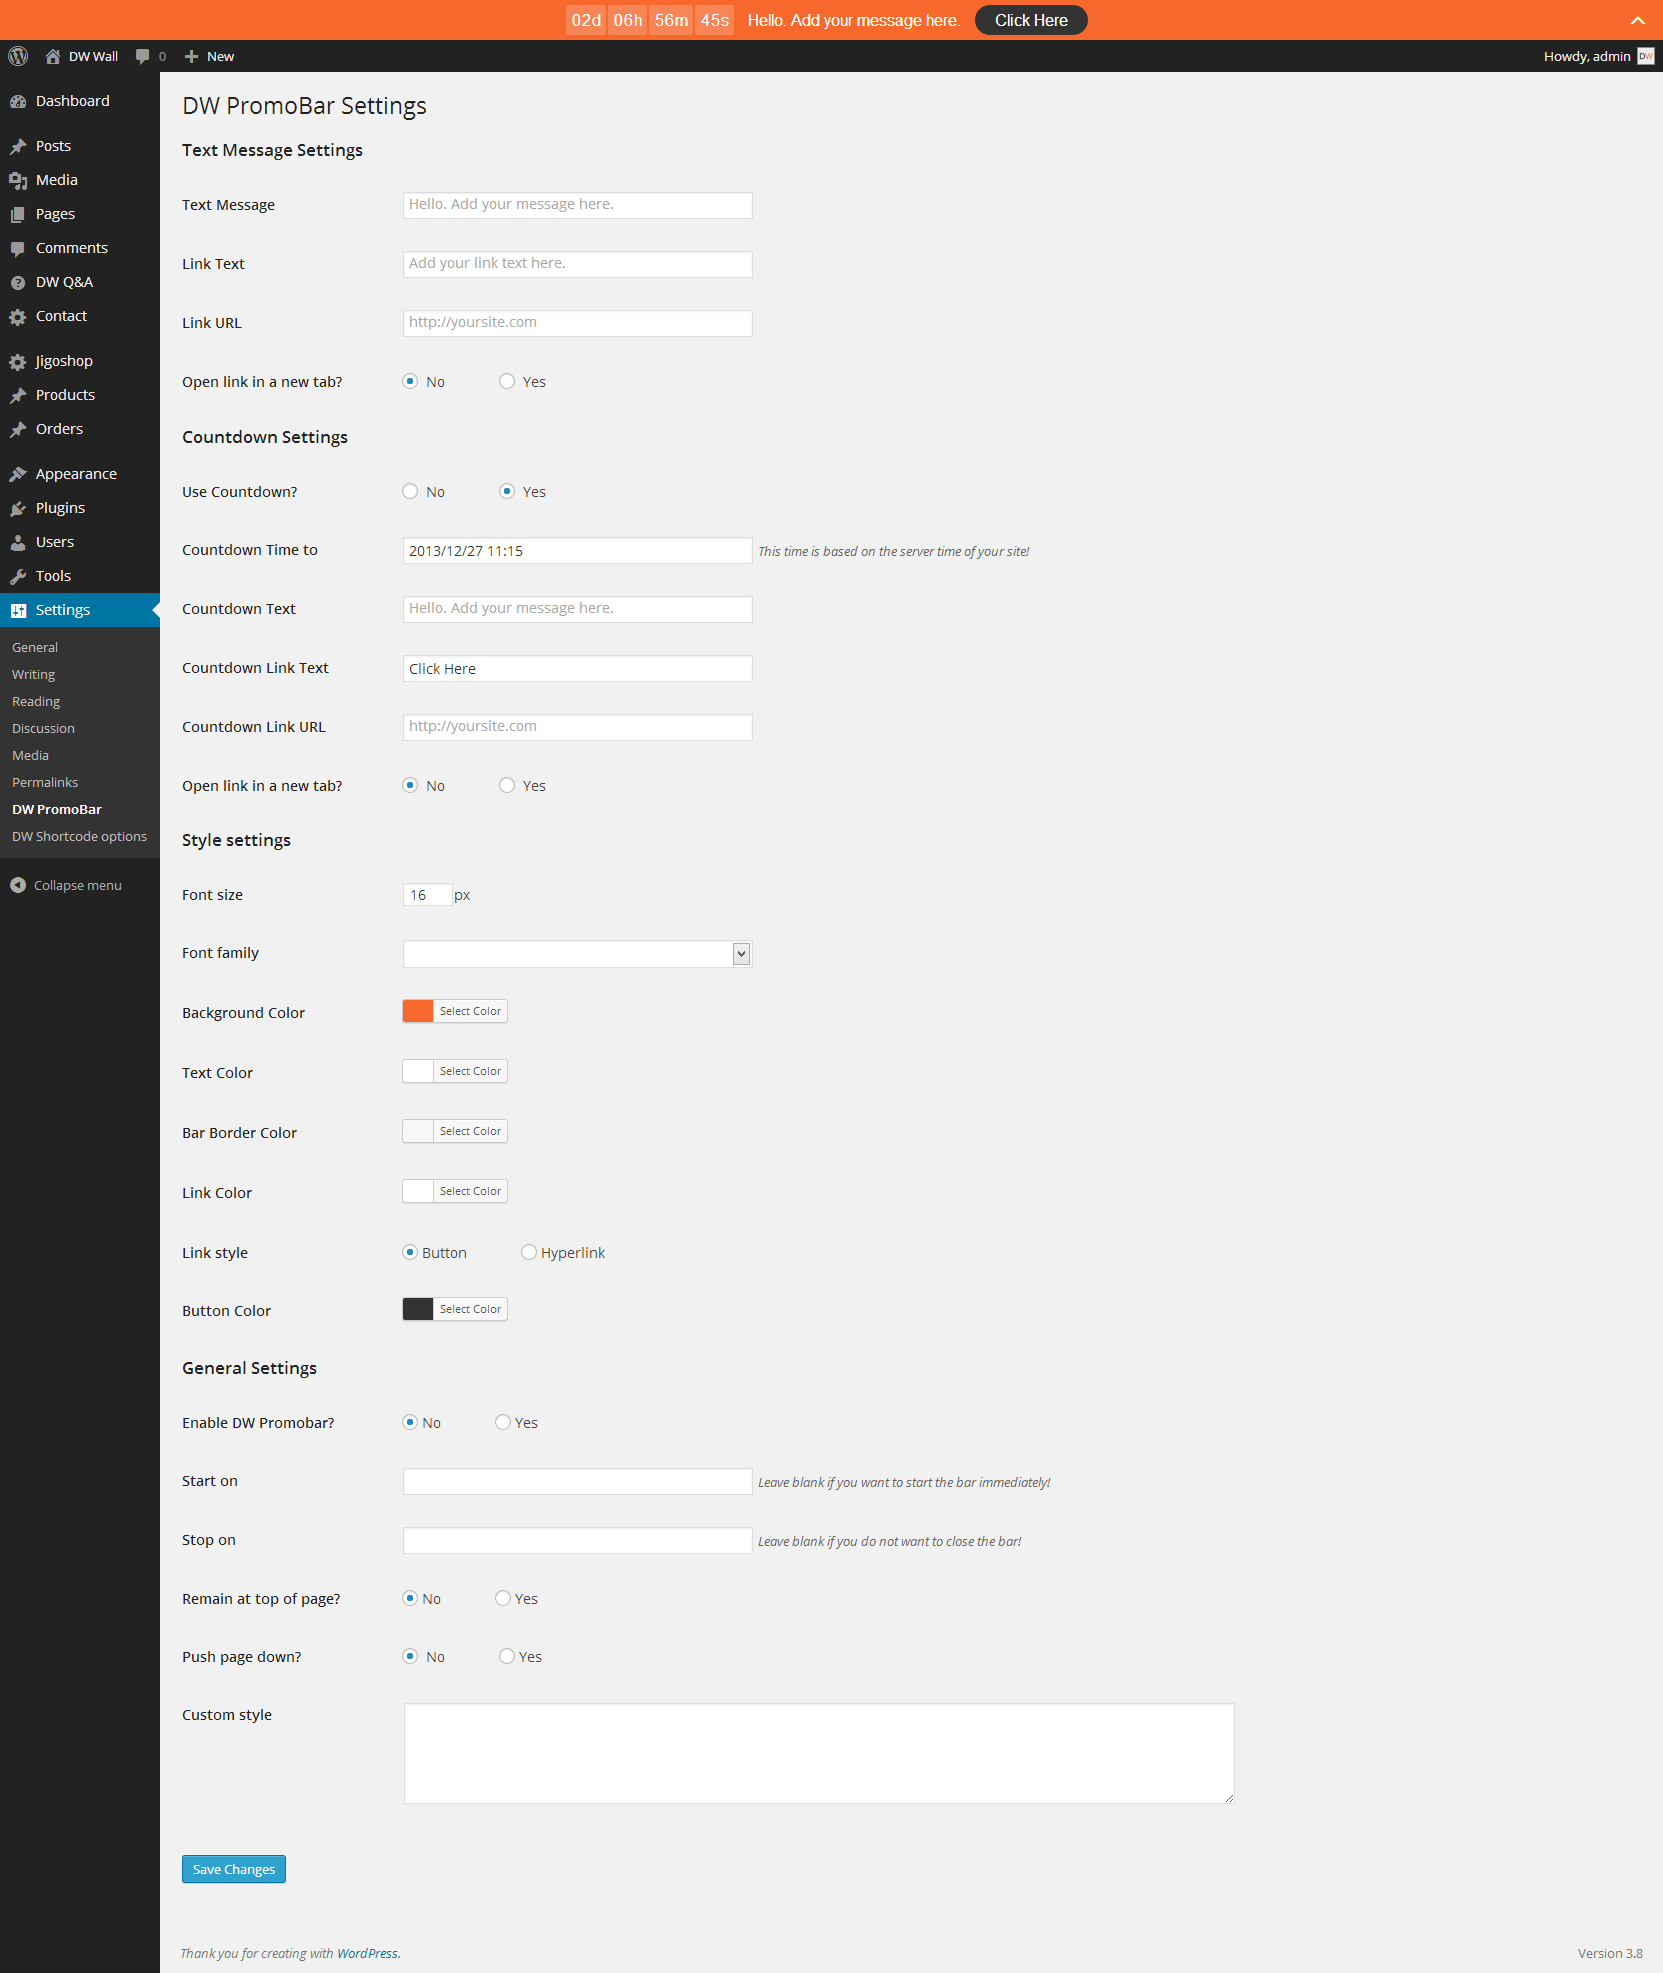 02d 06h 56m 45s Hello. Add your message here. Click Here
DW Wall 0 New Howdy, admin DW
Dashboard
Posts
Media
Pages
Comments
DW Q&A
Contact
Jigoshop
Products
Orders
Appearance
Plugins
Users
Tools
Settings
General
Writing
Reading
Discussion
Media
Permalinks
DW PromoBar
DW Shortcode options
Collapse menu
DW PromoBar Settings
Text Message Settings
Text Message Hello. Add your message here.
Link Text Add your link text here.
Link URL http://yoursite.com
Open link in a new tab? No Yes
Countdown Settings
Use Countdown? No Yes
Countdown Time to 2013/12/27 11:15 This time is based on the server time of your site!
Countdown Text Hello. Add your message here.
Countdown Link Text Click Here
Countdown Link URL http://yoursite.com
Open link in a new tab? No Yes
Style settings
Font size 16 px
Font family
Background Color Select Color
Text Color Select Color
Bar Border Color Select Color
Link Color Select Color
Link style Button Hyperlink
Button Color Select Color
General Settings
Enable DW Promobar? No Yes
Start on Leave blank if you want to start the bar immediately!
Stop on Leave blank if you do not want to close the bar!
Remain at top of page? No Yes
Push page down? No Yes
Custom style
Save Changes
Thank you for creating with WordPress. Version 3.8